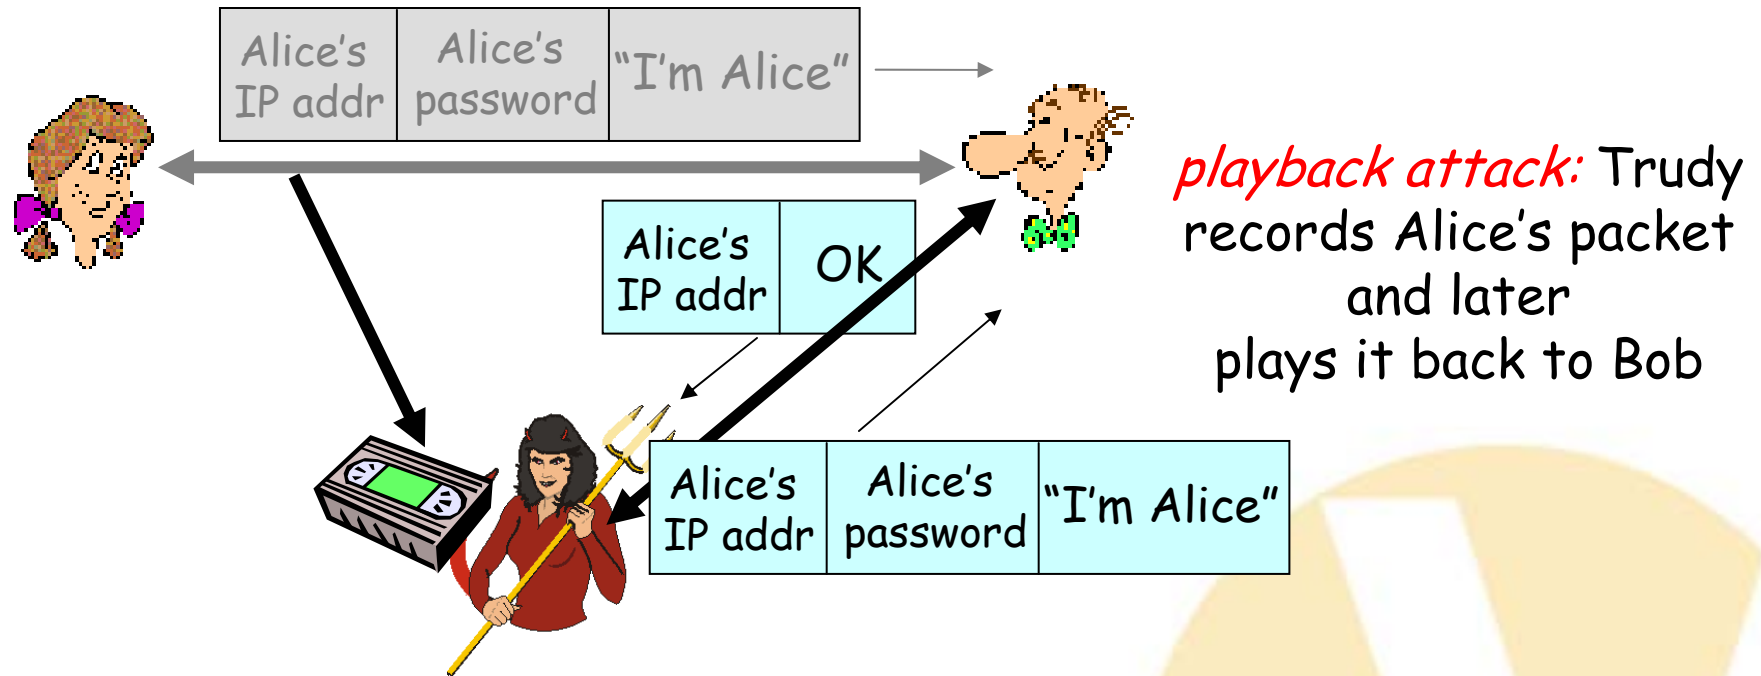 Alice’s
IP addr
Alice’s
password
“I’m Alice”
playback attack: Trudy
records Alice’s packet
and later
plays it back to Bob
Alice’s
IP addr
OK
Alice’s
IP addr
Alice’s
password
“I’m Alice”